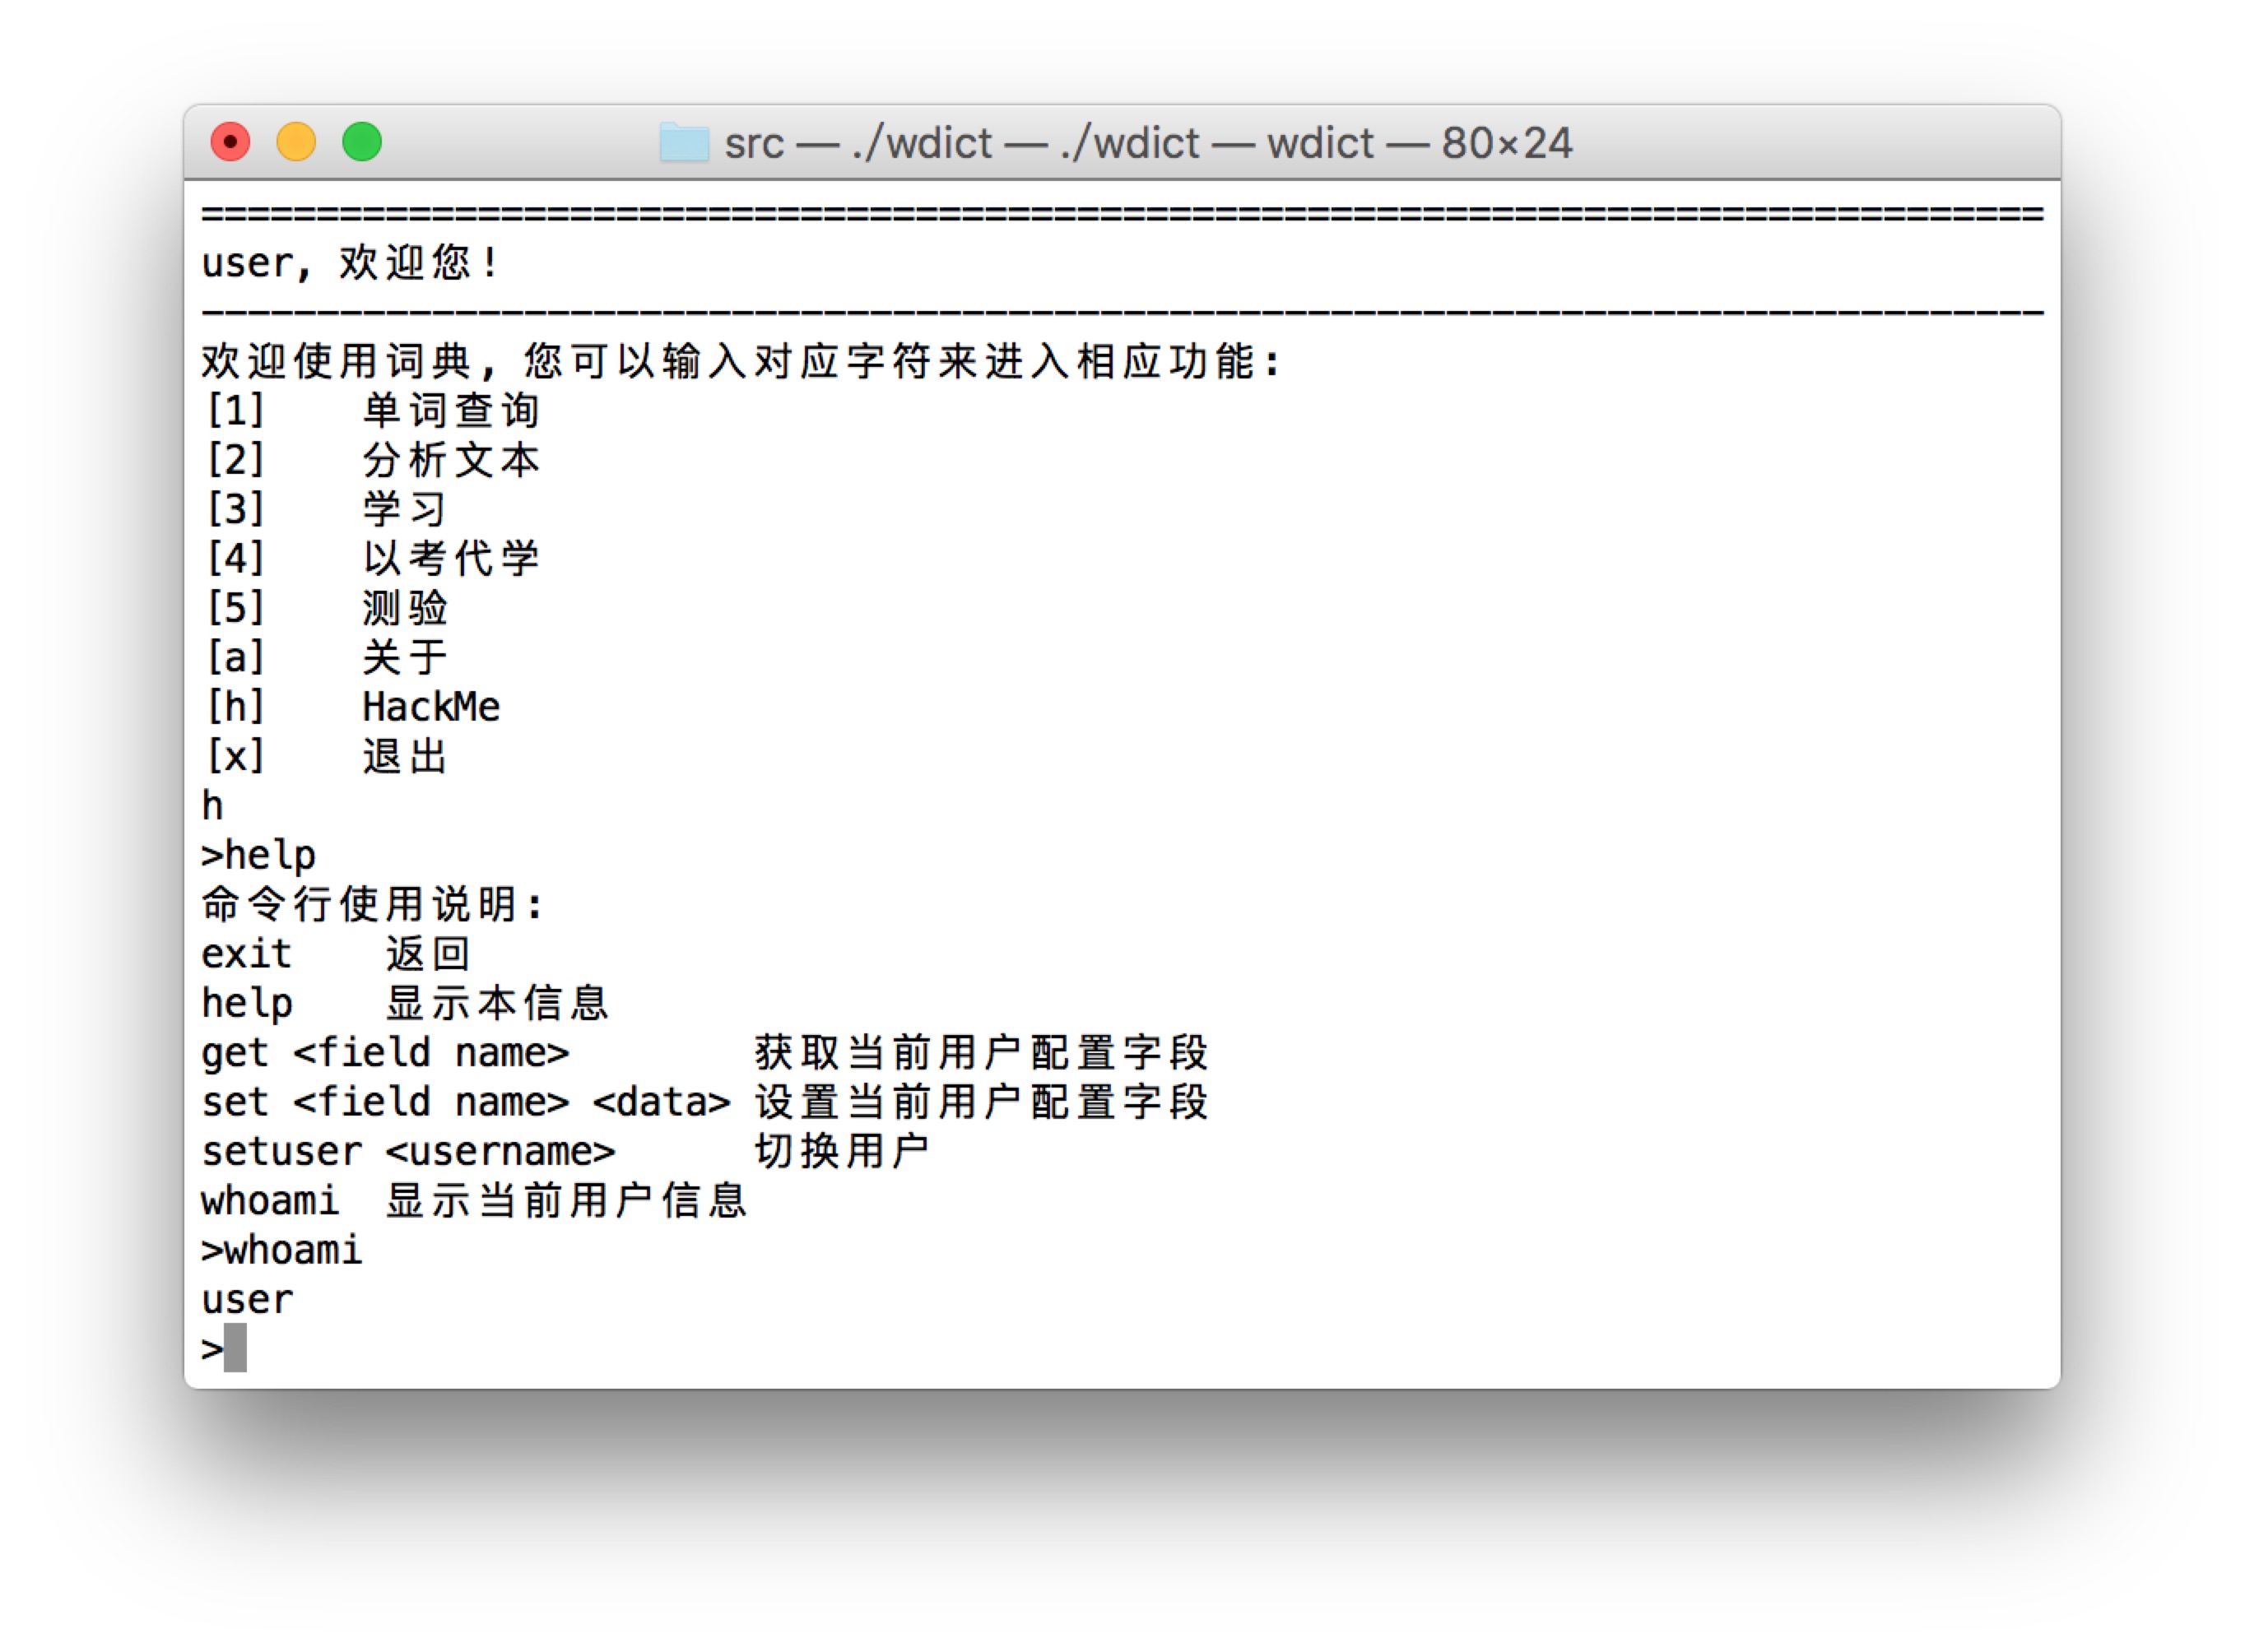 src — ./wdict — ./wdict — wdict — 80×24
================================================================================
user, 欢迎您!
--------------------------------------------------------------------------------
欢迎使用词典, 您可以输入对应字符来进入相应功能:
[1]    单词查询
[2]    分析文本
[3]    学习
[4]    以考代学
[5]    测验
[a]    关于
[h]    HackMe
[x]    退出
h
>help
命令行使用说明:
exit    返回
help    显示本信息
get <field name>        获取当前用户配置字段
set <field name> <data> 设置当前用户配置字段
setuser <username>      切换用户
whoami  显示当前用户信息
>whoami
user
>